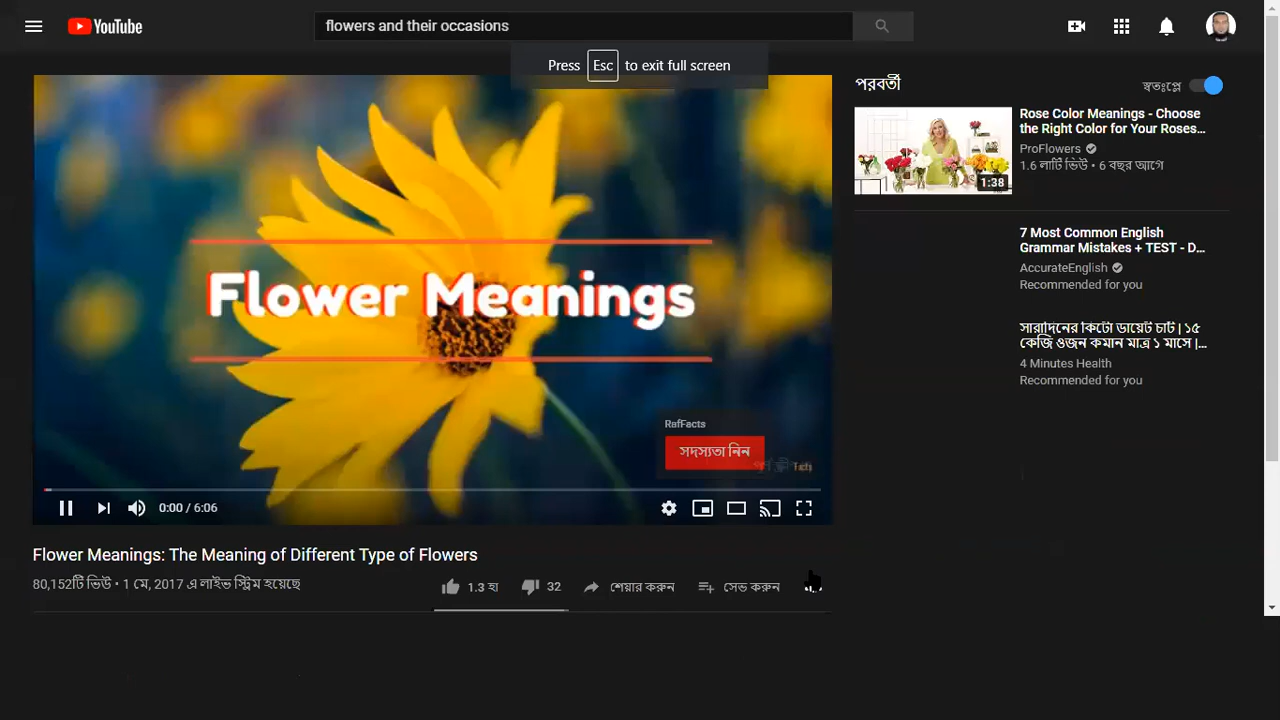 YouTube
flowers and their occasions
Press Esc to exit full screen
Flower Meanings
RafFacts
সদস্যতা নিন
Facts
0:00 / 6:06
Flower Meanings: The Meaning of Different Type of Flowers
80,152টি ভিউ • 1 মে, 2017 এ লাইভ স্ট্রিম হয়েছে
1.3 হা
32
শেয়ার করুন
সেভ করুন
পরবর্তী
স্বতঃপ্লে
Rose Color Meanings - Choose
the Right Color for Your Roses...
ProFlowers
1.6 লাটি ভিউ • 6 বছর আগে
1:38
7 Most Common English
Grammar Mistakes + TEST - D...
AccurateEnglish
Recommended for you
সারাদিনের কিটো ডায়েট চার্ট | ১৫
কেজি ওজন কমান মাত্র ১ মাসে |...
4 Minutes Health
Recommended for you